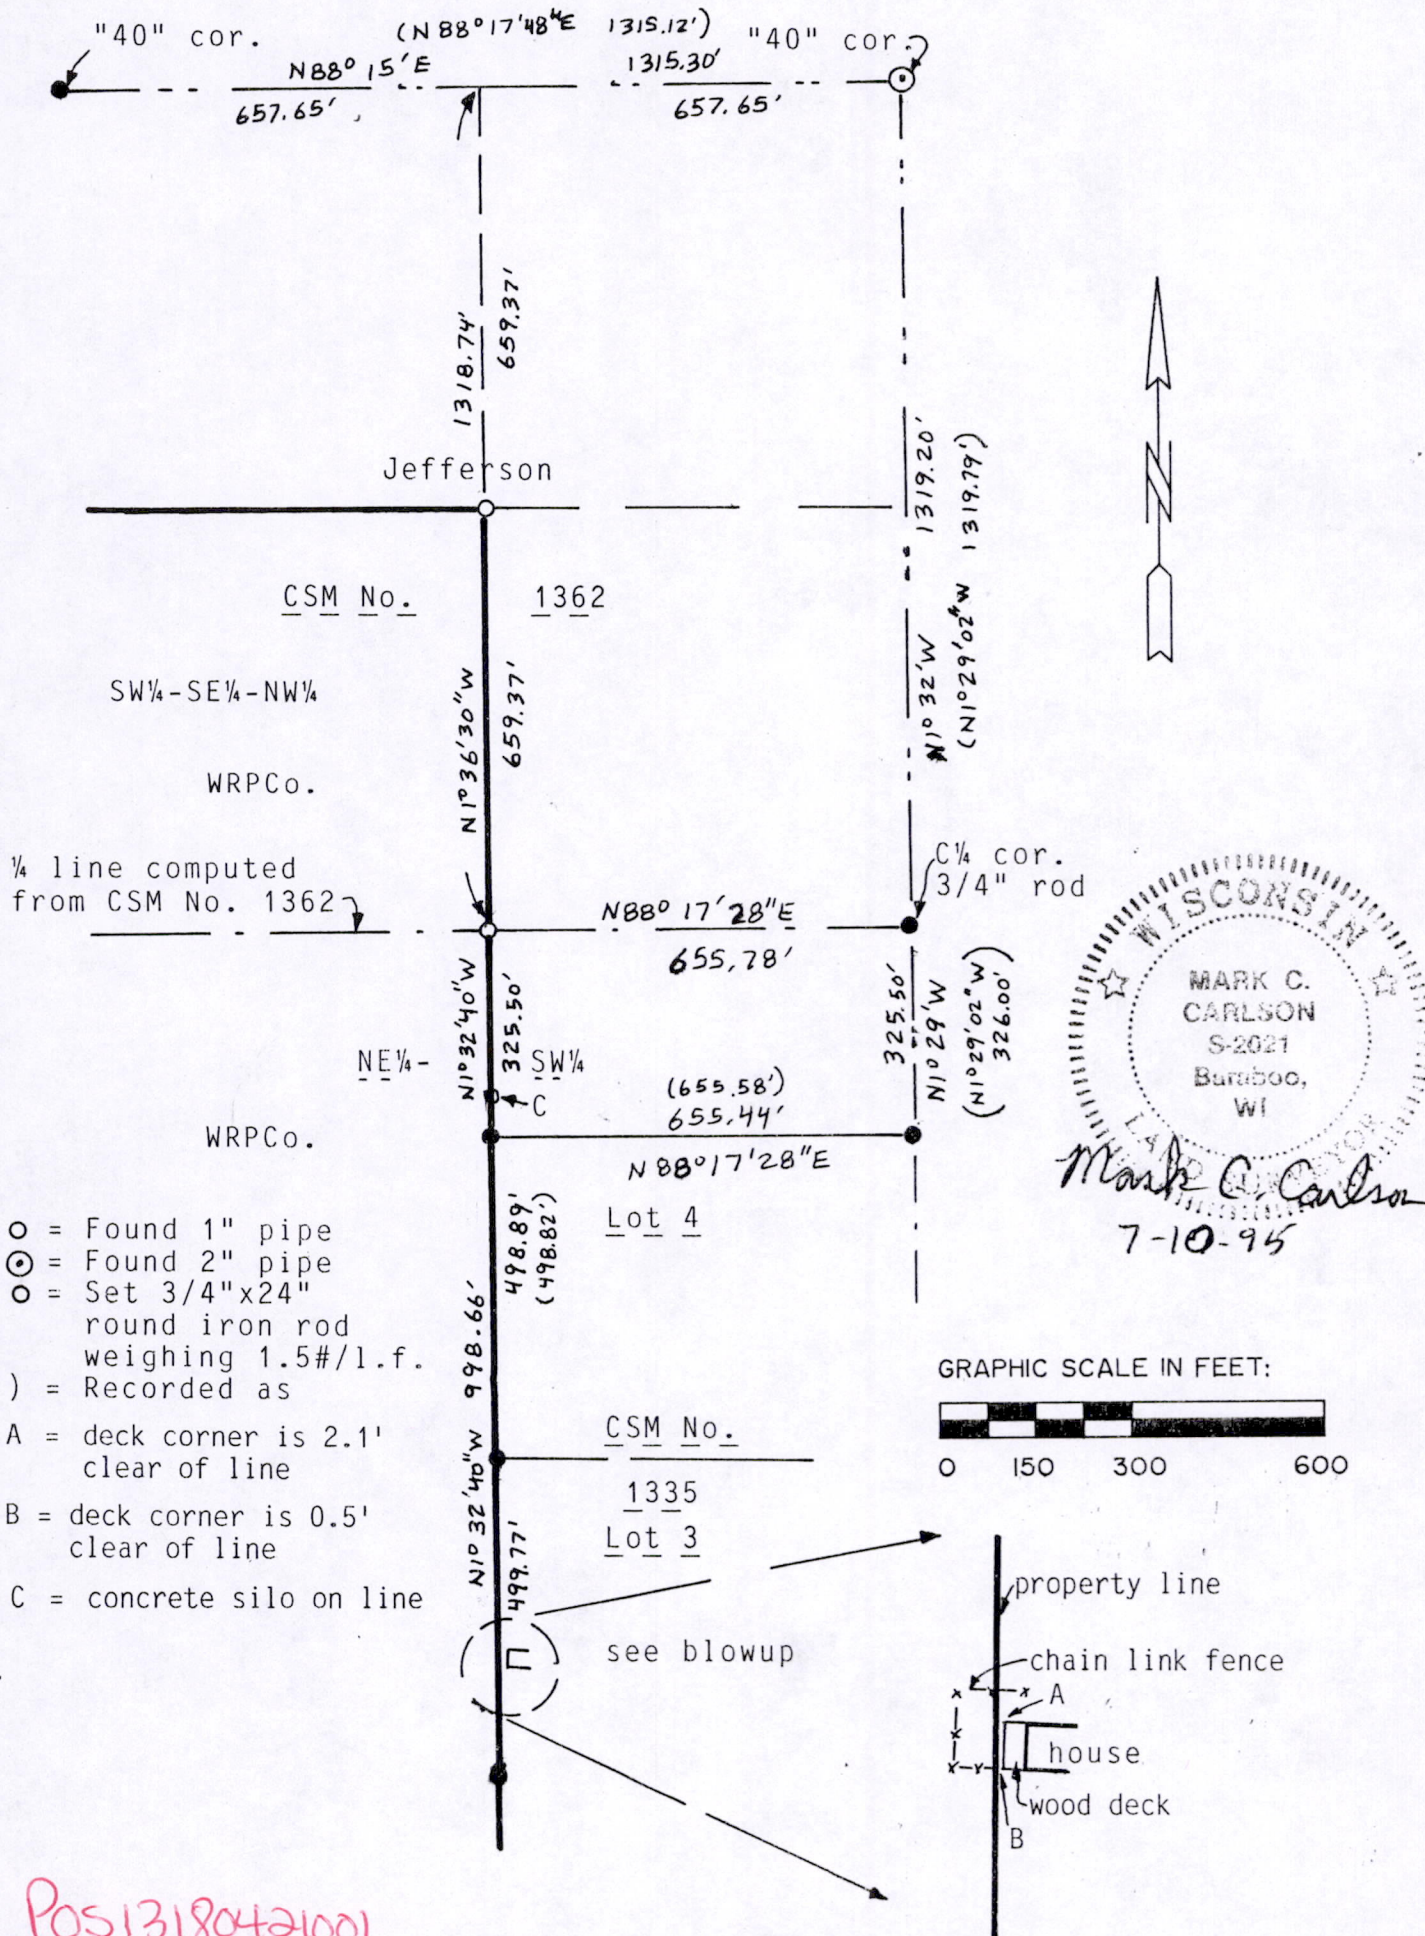 "40" cor.
(N88°17'48"E 1315.12')
"40" cor.
N88° 15'E
1315.30'
657.65'
657.65'
1318.74'
659.37'
Jefferson
1319.20'
N1° 32'W
(N1°29'02"W 1319.79')
N
CSM No. 1362
SW¼-SE¼-NW¼
N1°36'30"W
659.37'
WRPCo.
¼ line computed
from CSM No. 1362
C¼ cor.
3/4" rod
N88° 17'28"E
655.78'
N1°32'40"W
325.50'
325.50'
N1°29'W
(N1°29'02"W)
326.00'
NE¼- SW¼
C
(655.58')
655.44'
N88°17'28"E
WRPCo.
WISCONSIN
MARK C.
CARLSON
S-2021
Baraboo,
WI
LAND SURVEYOR
Mark C. Carlson
7-10-95
Lot 4
498.89'
(498.82')
O = Found 1" pipe
⊙ = Found 2" pipe
O = Set 3/4"x24"
round iron rod
weighing 1.5#/l.f.
) = Recorded as
A = deck corner is 2.1'
clear of line
B = deck corner is 0.5'
clear of line
C = concrete silo on line
N1°32'40"W 998.66'
499.77'
CSM No.
1335
Lot 3
see blowup
GRAPHIC SCALE IN FEET:
0 150 300 600
property line
chain link fence
A
house
wood deck
B
POS13180421001